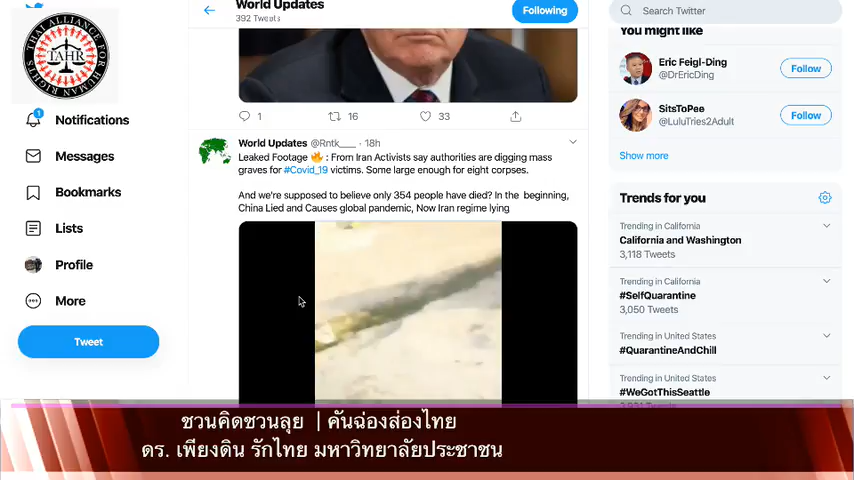 World Updates
392 Tweets
Following
Search Twitter
THAI ALLIANCE FOR HUMAN RIGHTS
TAHR
1
Notifications
Messages
Bookmarks
Lists
Profile
More
Tweet
1
16
33
World Updates @Rntk___ · 18h
Leaked Footage 🔥 : From Iran Activists say authorities are digging mass
graves for #Covid_19 victims. Some large enough for eight corpses.
And we're supposed to believe only 354 people have died? In the beginning,
China Lied and Causes global pandemic, Now Iran regime lying
You might like
Eric Feigl-Ding
@DrEricDing
Follow
SitsToPee
@LuluTries2Adult
Follow
Show more
Trends for you
Trending in California
California and Washington
3,118 Tweets
Trending in California
#SelfQuarantine
3,050 Tweets
Trending in United States
#QuarantineAndChill
Trending in United States
#WeGotThisSeattle
ชวนคิดชวนลุย | คันฉ่องส่องไทย
ดร. เพียงดิน รักไทย มหาวิทยาลัยประชาชน